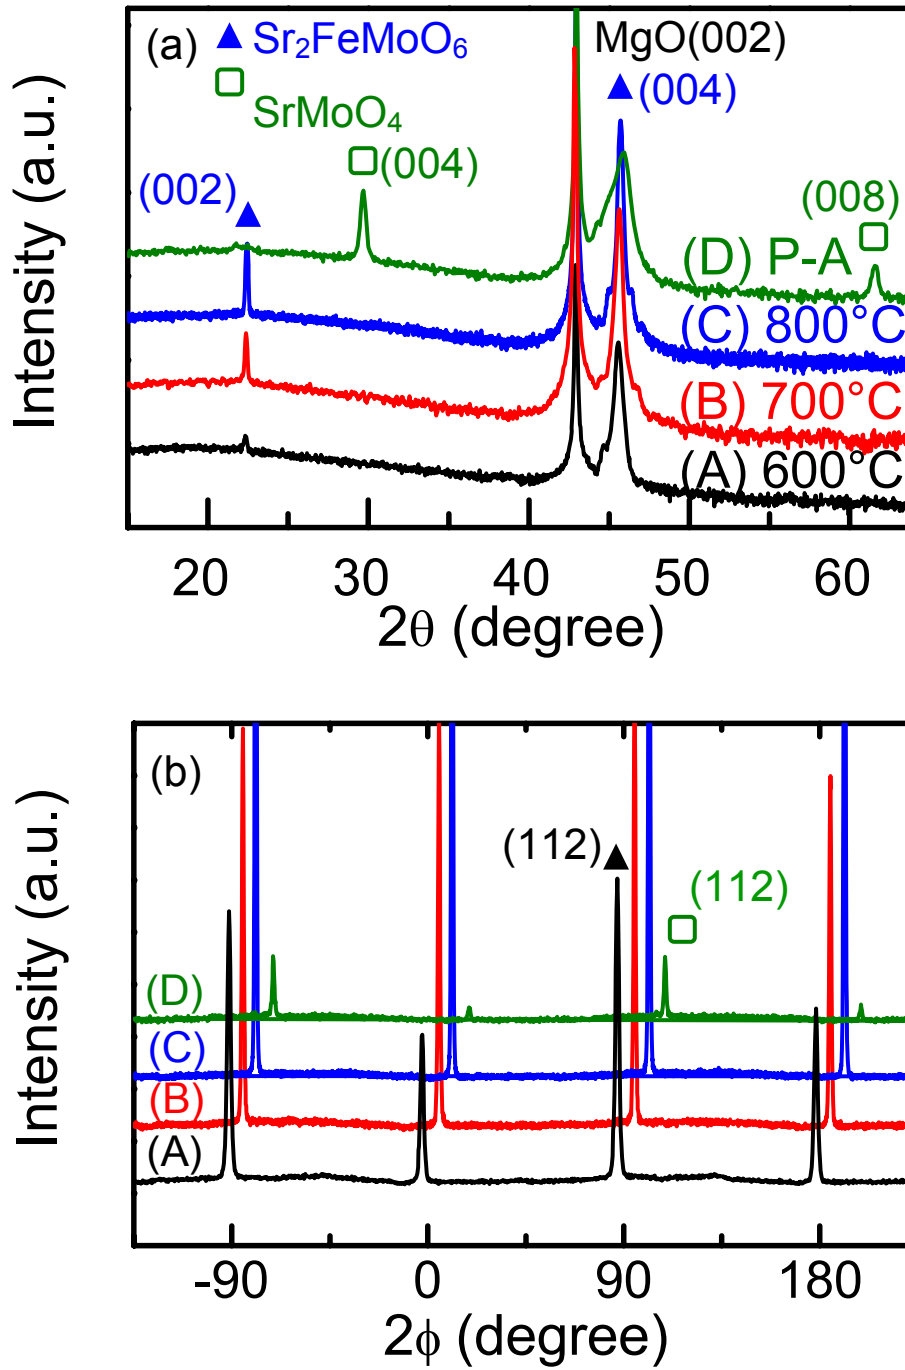 (a) ▲ Sr₂FeMoO₆ MgO(002)
□ SrMoO₄ ▲ (004)
□ (004)
(002) ▲
(008) □
(D) P-A
(C) 800°C
(B) 700°C
(A) 600°C
Intensity (a.u.)
20 30 40 50 60
2θ (degree)
(b)
(112) ▲
(112) □
(D)
(C)
(B)
(A)
Intensity (a.u.)
-90 0 90 180
2ϕ (degree)